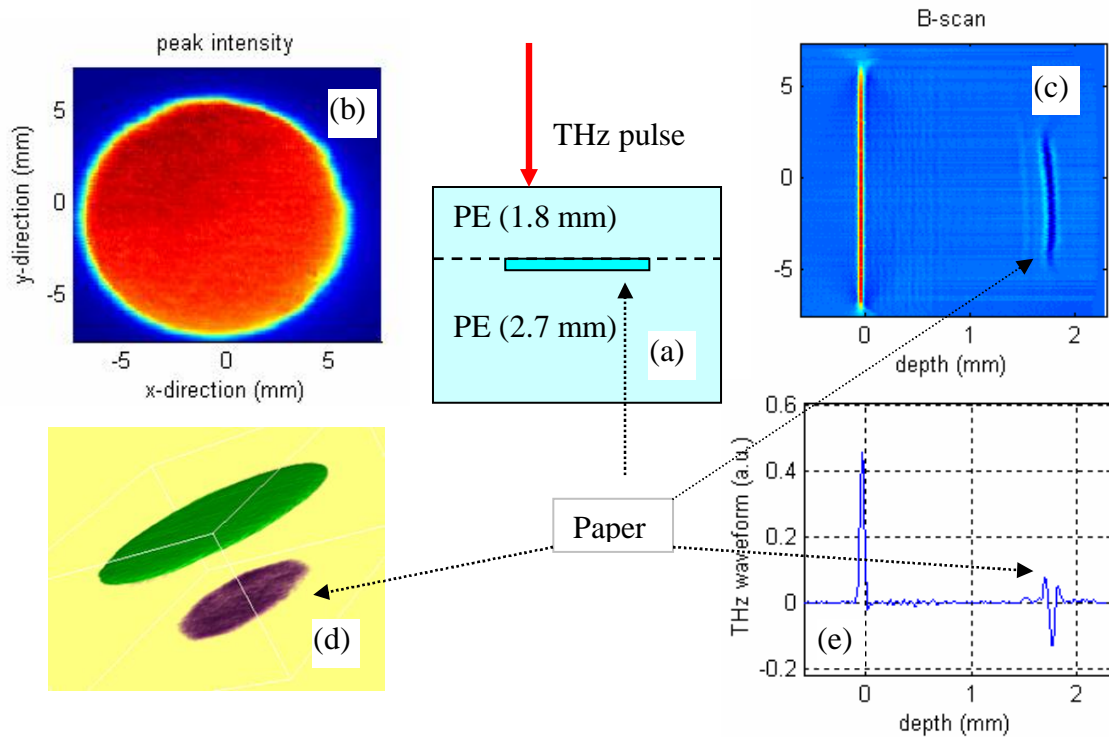 peak intensity
(b)
5
0
-5
y-direction (mm)
-5
0
5
x-direction (mm)
THz pulse
PE (1.8 mm)
PE (2.7 mm)
(a)
B-scan
(c)
5
0
-5
0
1
2
depth (mm)
(d)
Paper
0.6
0.4
0.2
0
-0.2
THz waveform (a.u.)
(e)
0
1
2
depth (mm)